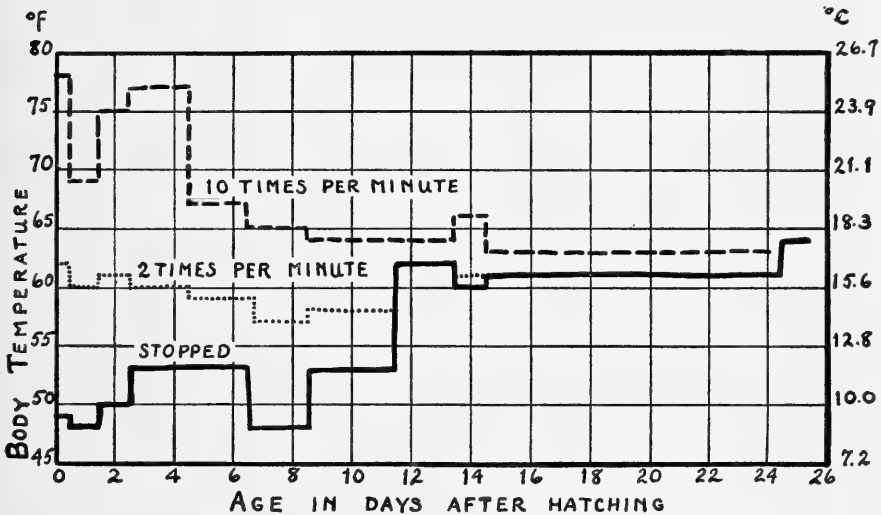 °F
°C
80
26.7
75
23.9
70
21.1
10 TIMES PER MINUTE
65
18.3
2 TIMES PER MINUTE
60
15.6
55
12.8
STOPPED
50
10.0
45
7.2
BODY TEMPERATURE
0 2 4 6 8 10 12 14 16 18 20 22 24 26
AGE IN DAYS AFTER HATCHING